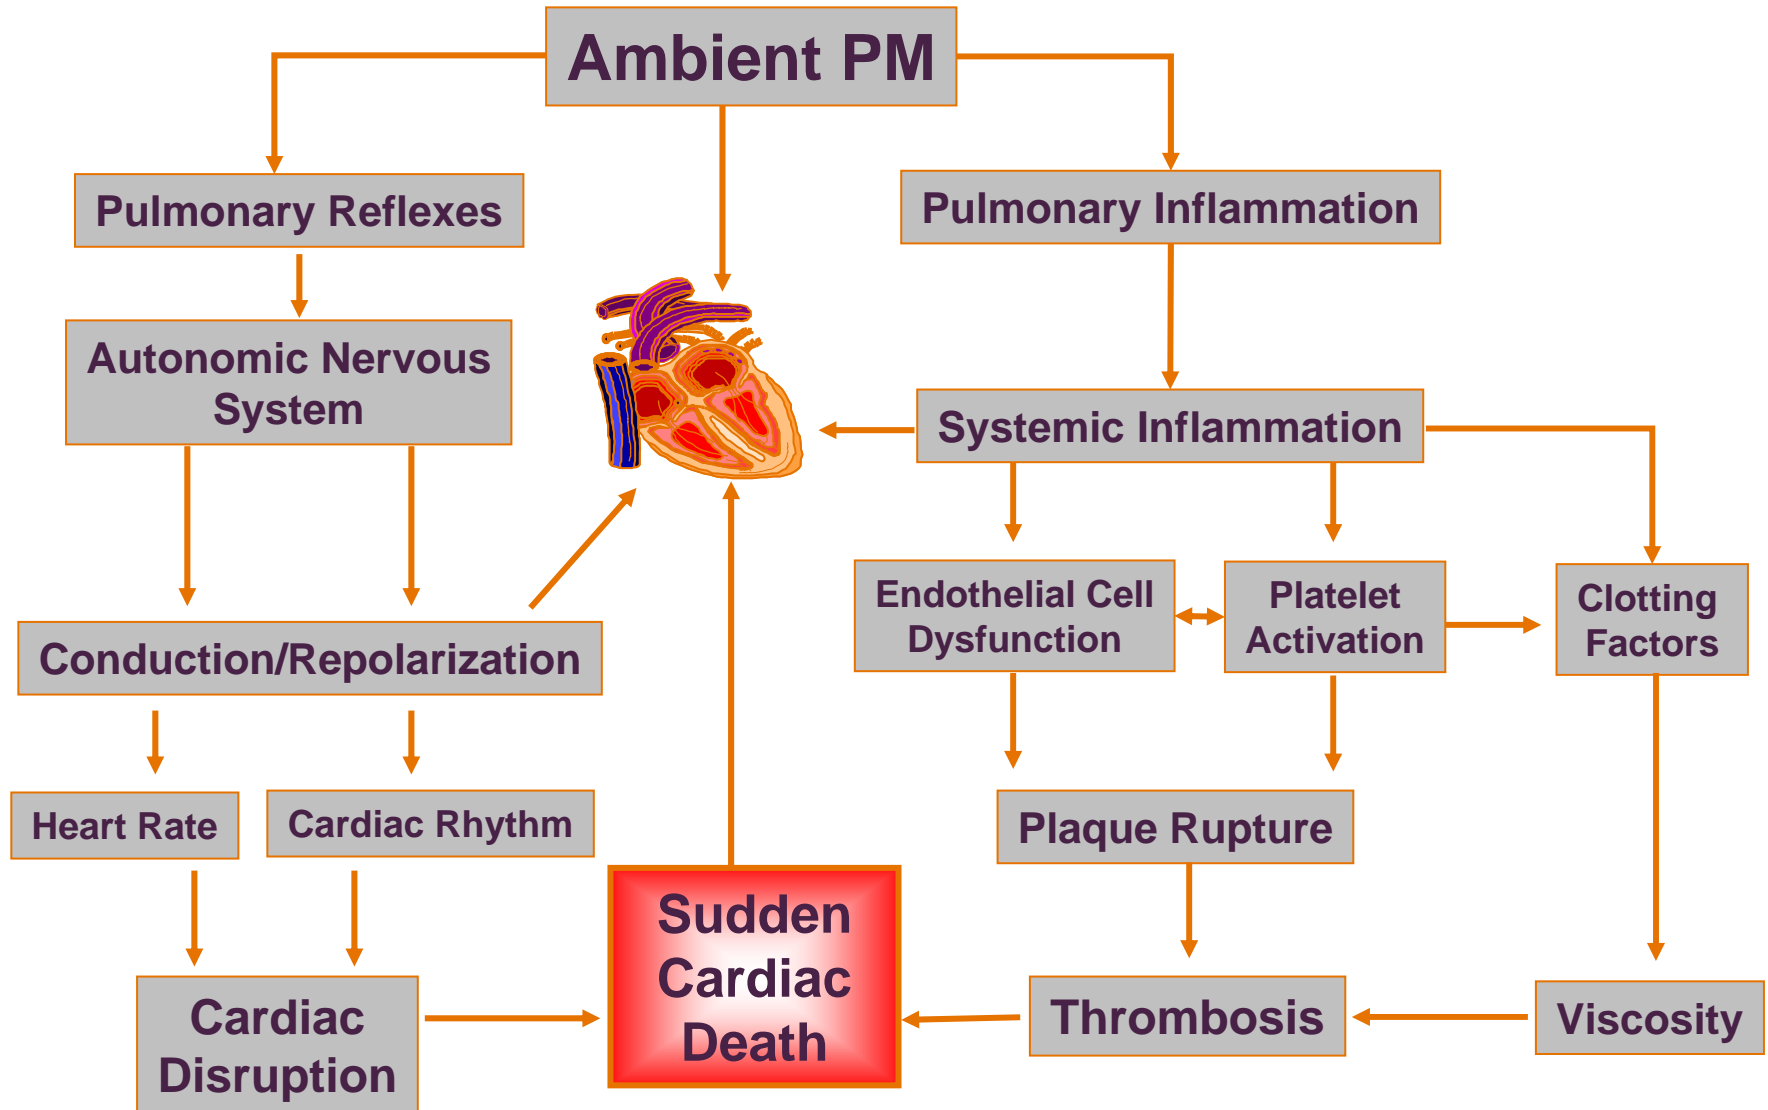 Ambient PM
Pulmonary Reflexes
Pulmonary Inflammation
Autonomic Nervous
System
Systemic Inflammation
Endothelial Cell
Dysfunction
Platelet
Activation
Clotting
Factors
Conduction/Repolarization
Heart Rate
Cardiac Rhythm
Plaque Rupture
Sudden
Cardiac
Death
Cardiac
Disruption
Thrombosis
Viscosity